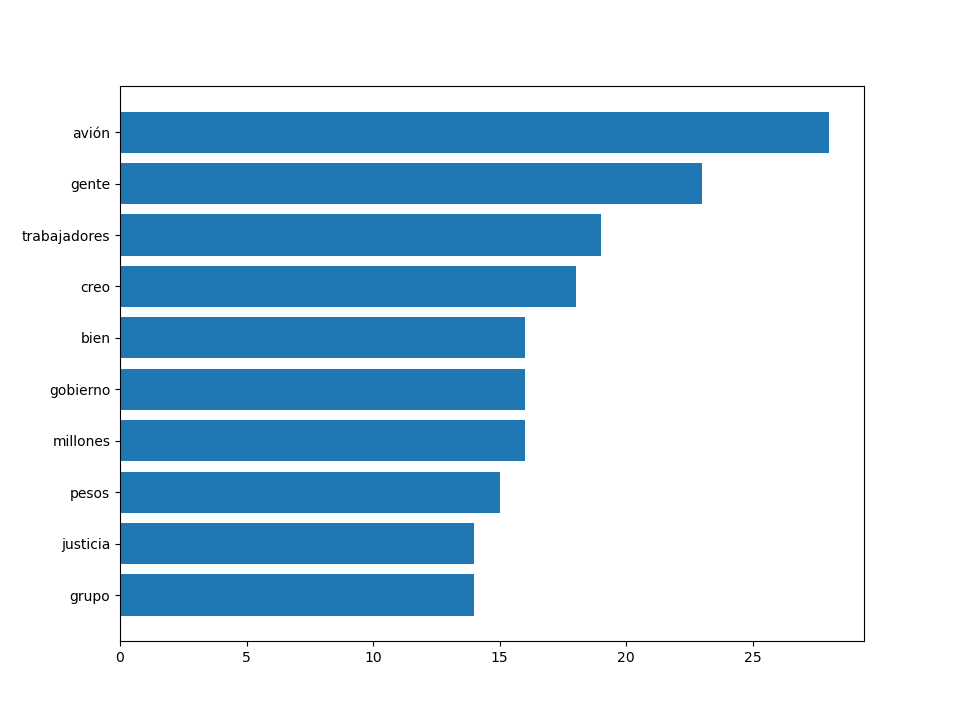 avión
gente
trabajadores
creo
bien
gobierno
millones
pesos
justicia
grupo
0 5 10 15 20 25